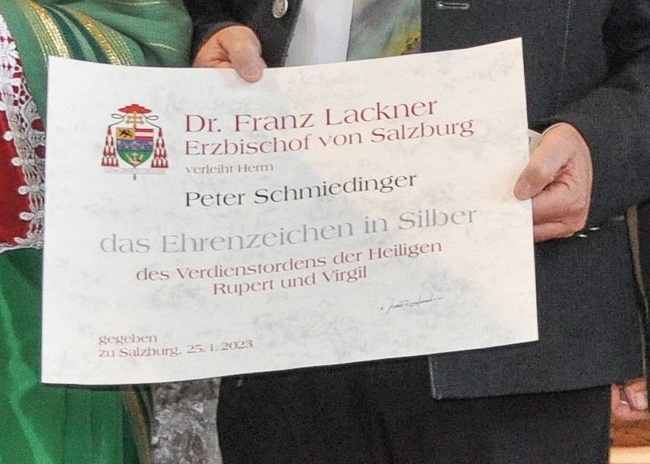 Dr. Franz Lackner
Erzbischof von Salzburg
verleiht Herrn
Peter Schmiedinger
das Ehrenzeichen in Silber
des Verdienstordens der Heiligen
Rupert und Virgil
gegeben
zu Salzburg, 25.1.2023